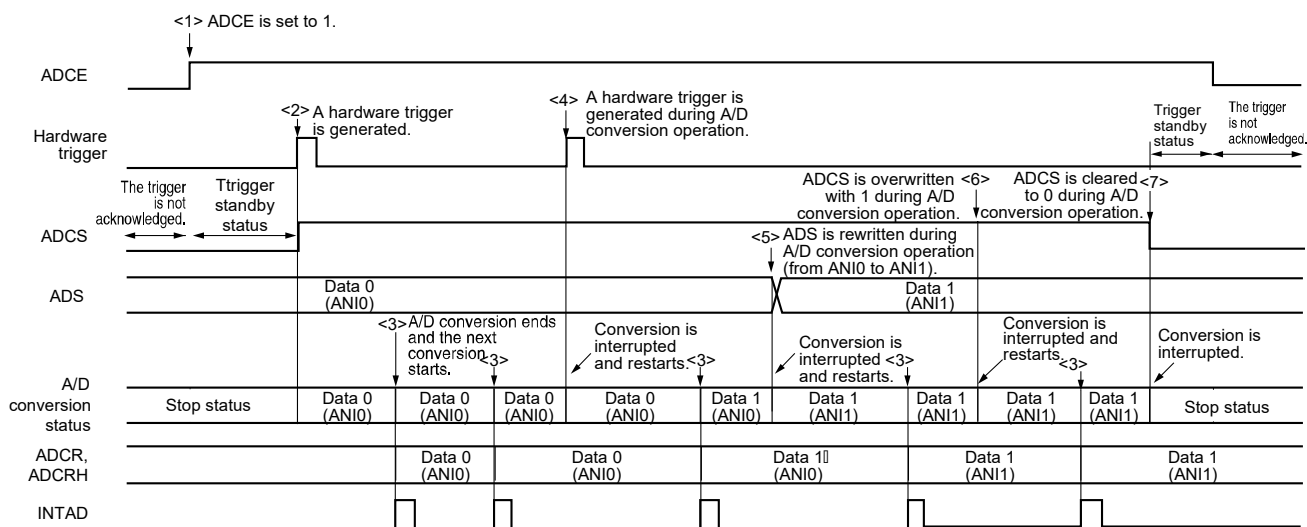 <1> ADCE is set to 1.
ADCE
<2> A hardware trigger
is generated.
<4> A hardware trigger is
generated during A/D
conversion operation.
Trigger
standby
status
The trigger
is not
acknowledged.
Hardware
trigger
The trigger
is not
acknowledged.
Ttrigger
standby
status
ADCS is overwritten
with 1 during A/D
conversion operation.
<6>
ADCS is cleared
to 0 during A/D
conversion operation.
<7>
ADCS
<5> ADS is rewritten during
A/D conversion operation
(from ANI0 to ANI1).
ADS
Data 0
(ANI0)
Data 1
(ANI1)
<3> A/D conversion ends
and the next
conversion
starts.
<3>
Conversion is
interrupted
and restarts.
<3>
Conversion is
interrupted
and restarts.
<3>
Conversion is
interrupted and
restarts.
<3>
Conversion is
interrupted.
A/D
conversion
status
Stop status
Data 0
(ANI0)
Data 0
(ANI0)
Data 0
(ANI0)
Data 0
(ANI0)
Data 1
(ANI0)
Data 1
(ANI1)
Data 1
(ANI1)
Data 1
(ANI1)
Data 1
(ANI1)
Stop status
ADCR,
ADCRH
Data 0
(ANI0)
Data 0
(ANI0)
Data 1▯
(ANI0)
Data 1
(ANI1)
Data 1
(ANI1)
INTAD